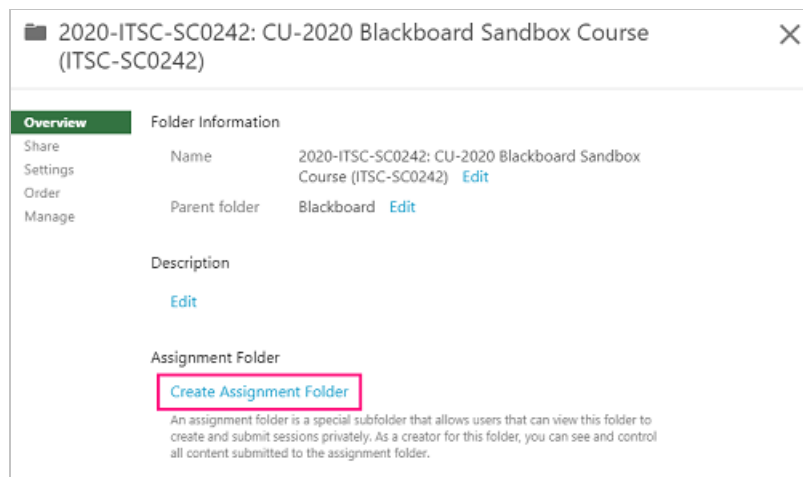 2020-ITSC-SC0242: CU-2020 Blackboard Sandbox Course
(ITSC-SC0242)
Overview
Share
Settings
Order
Manage
Folder Information
Name 2020-ITSC-SC0242: CU-2020 Blackboard Sandbox
Course (ITSC-SC0242) Edit
Parent folder Blackboard Edit
Description
Edit
Assignment Folder
Create Assignment Folder
An assignment folder is a special subfolder that allows users that can view this folder to
create and submit sessions privately. As a creator for this folder, you can see and control
all content submitted to the assignment folder.